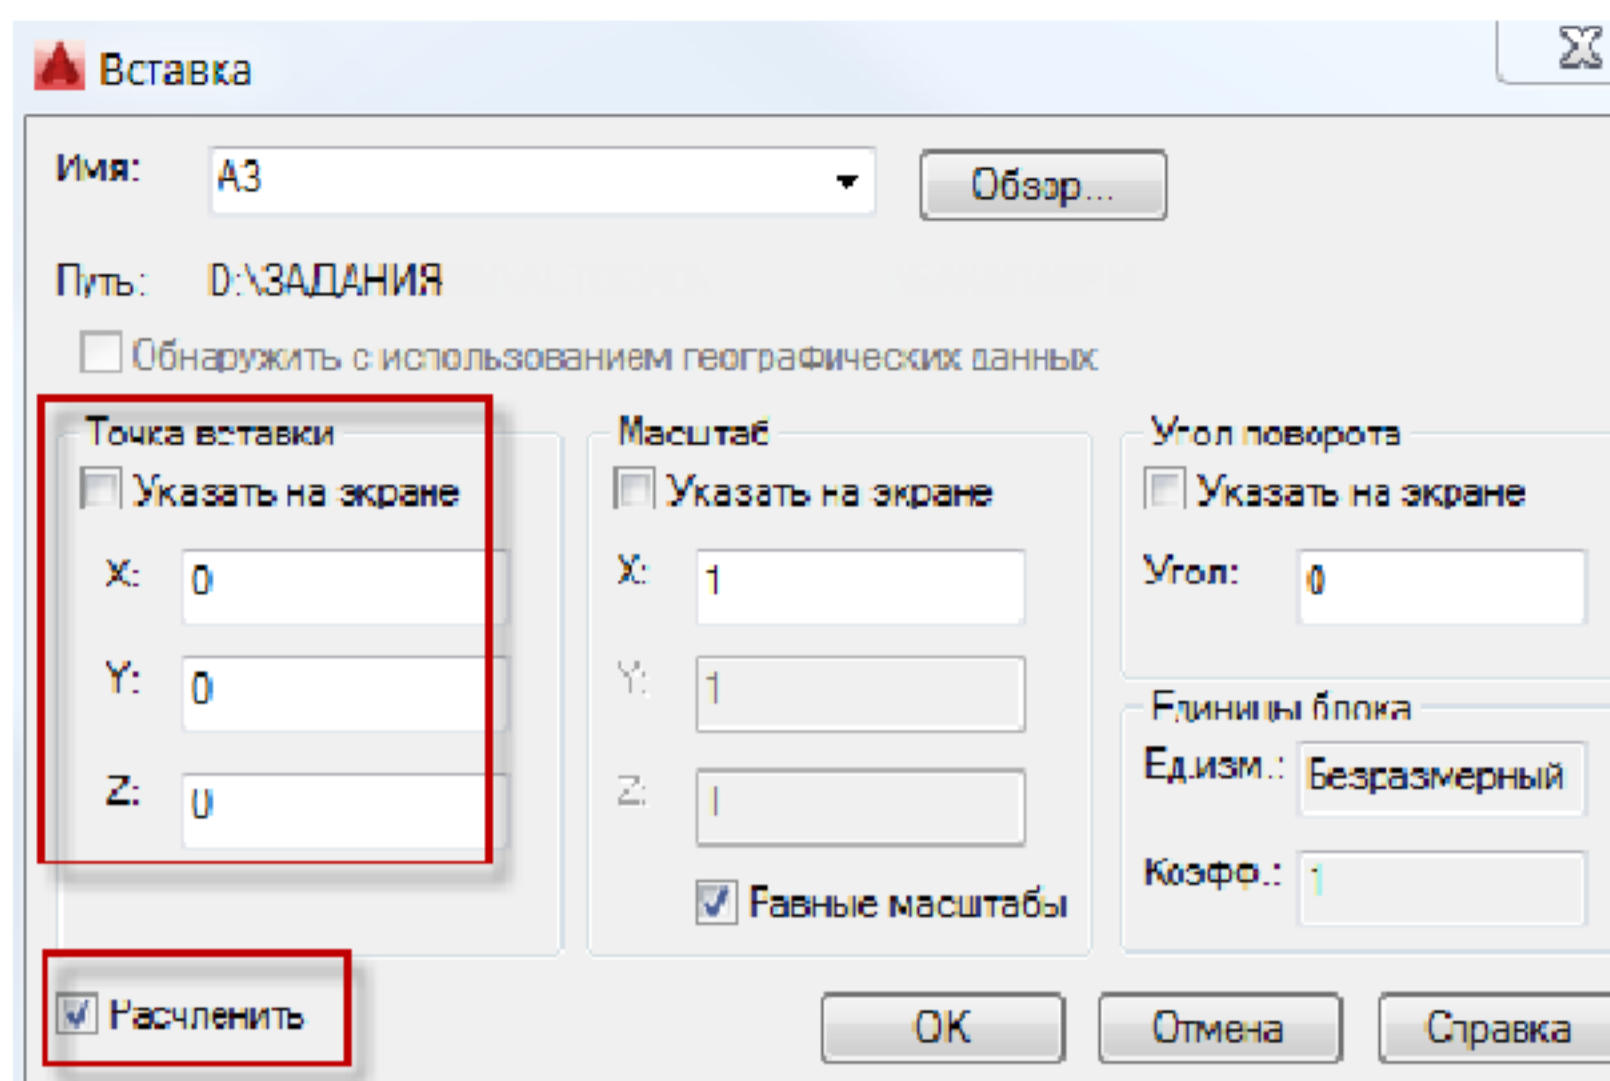 Вставка
Имя: А3 Обзор...
Путь: D:\ЗАДАНИЯ
Обнаружить с использованием географических данных
Точка вставки Масштаб Угол поворота
Указать на экране Указать на экране Указать на экране
X: 0 X: 1 Угол: 0
Y: 0 Y: 1
Единицы блока
Ед.изм.: Безразмерный
Z: 0 Z: 1
Коэфф.: 1
Равные масштабы
Расчленить
ОК Отмена Справка